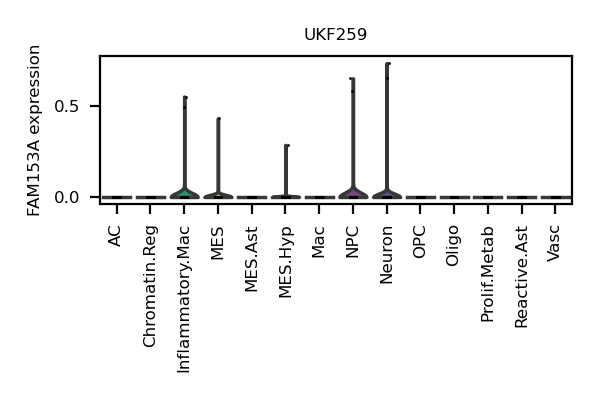 UKF259
FAM153A expression
0.5
0.0
AC
Chromatin.Reg
Inflammatory.Mac
MES
MES.Ast
MES.Hyp
Mac
NPC
Neuron
OPC
Oligo
Prolif.Metab
Reactive.Ast
Vasc